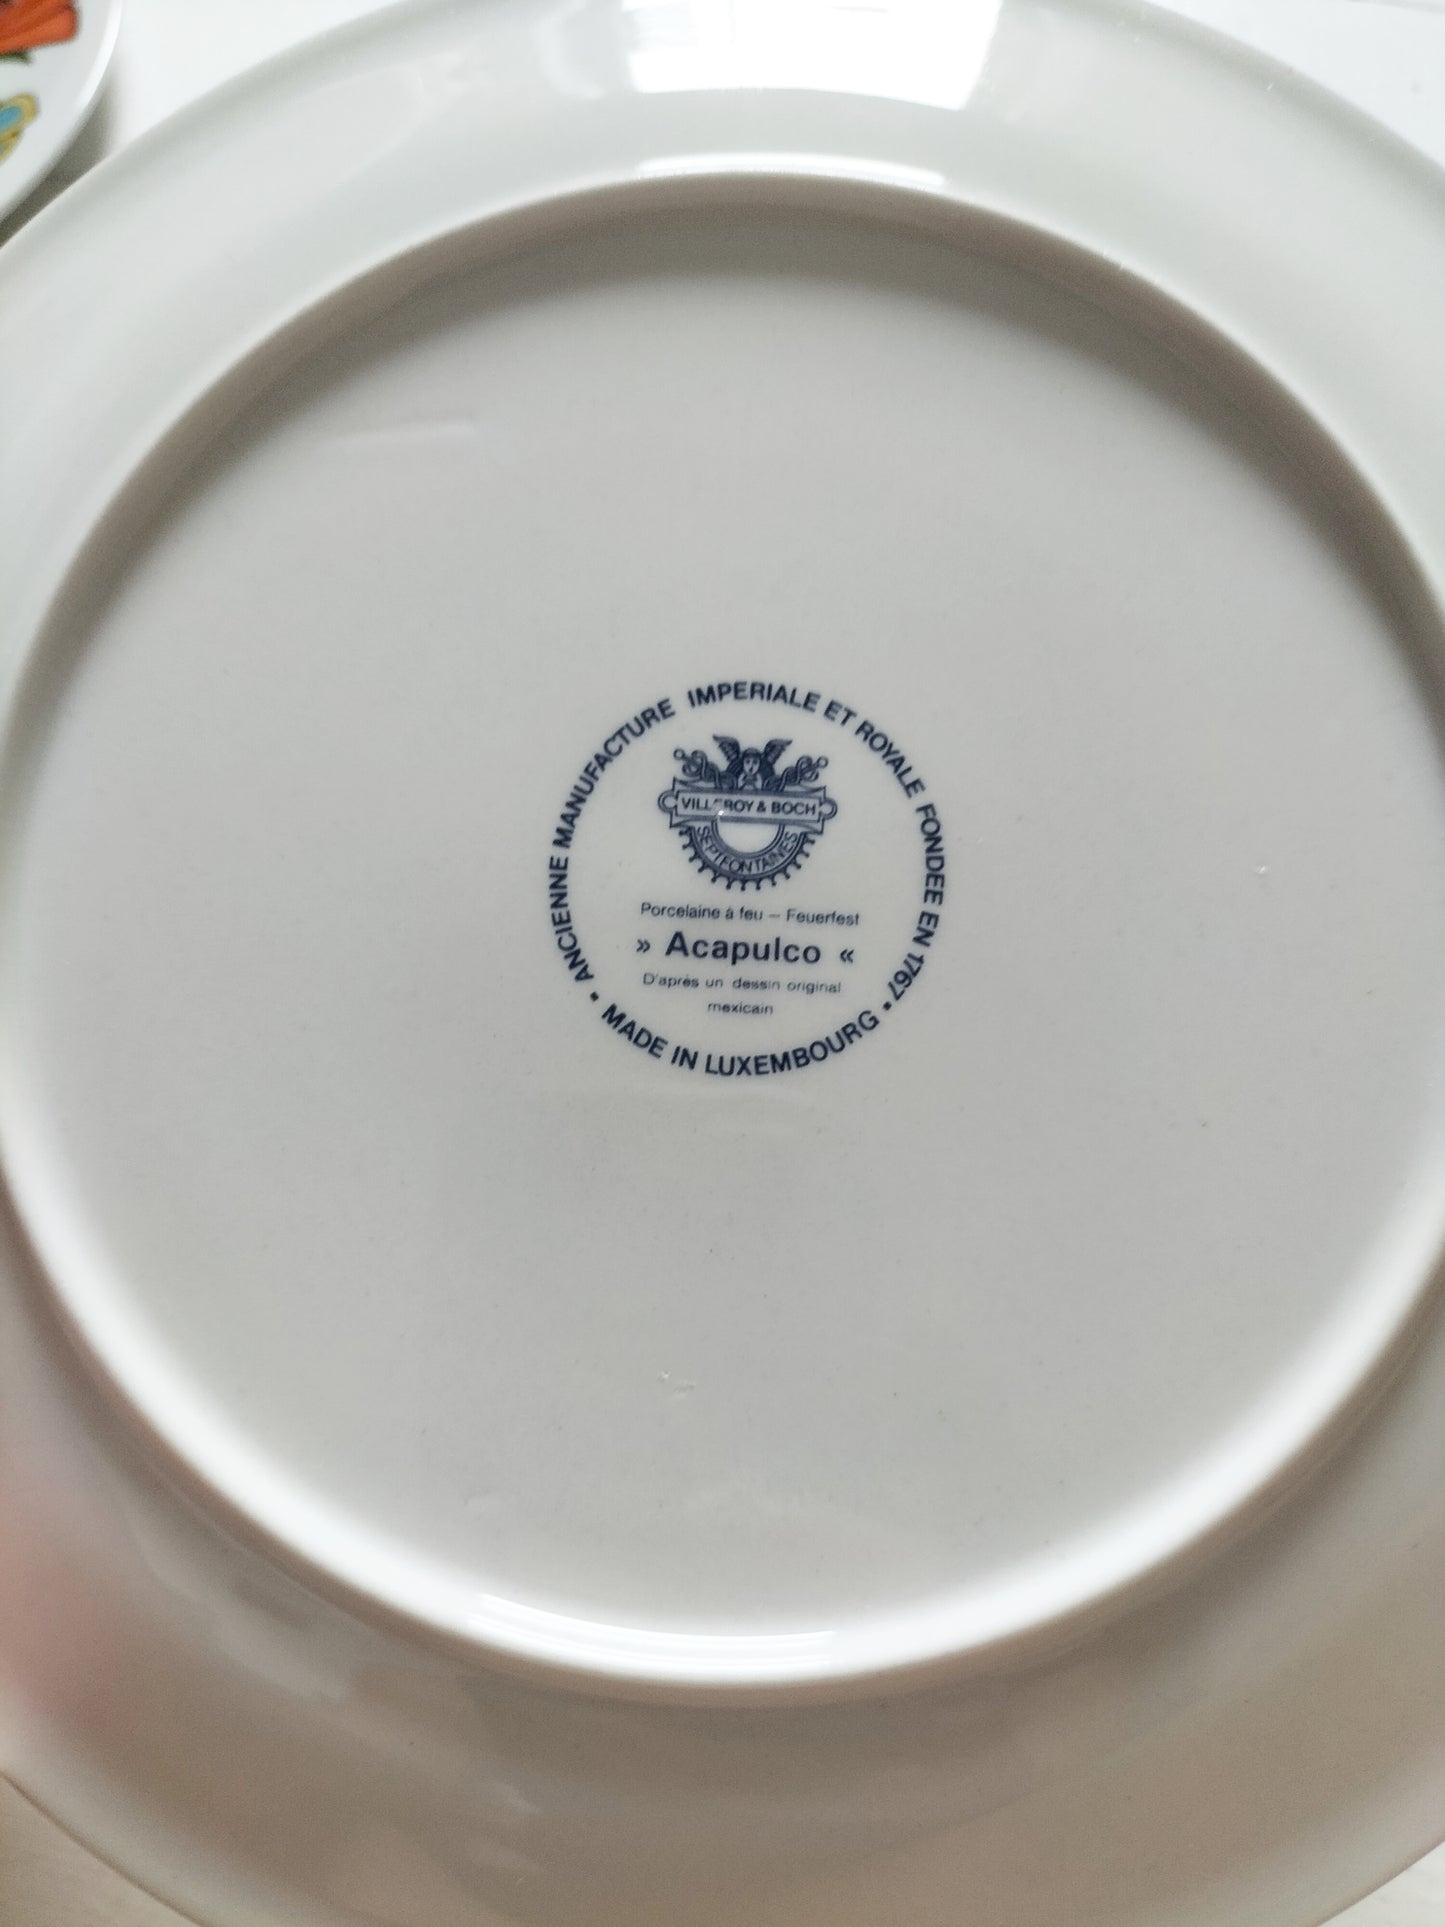 ANCIENNE MANUFACTURE IMPERIALE ET ROYALE FONDEE EN 1767
VILLEROY & BOCH
SEPTFONTAINES
Porcelaine à feu – Feuerfest
» Acapulco «
D'après un dessin original
mexicain
• MADE IN LUXEMBOURG •